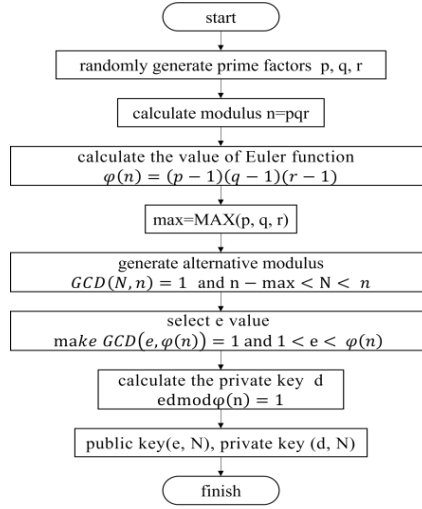 start
randomly generate prime factors p, q, r
calculate modulus n=pqr
calculate the value of Euler function
φ(n) = (p − 1)(q − 1)(r − 1)
max=MAX(p, q, r)
generate alternative modulus
GCD(N, n) = 1 and n − max < N < n
select e value
make GCD(e, φ(n)) = 1 and 1 < e < φ(n)
calculate the private key d
edmodφ(n) = 1
public key(e, N), private key (d, N)
finish